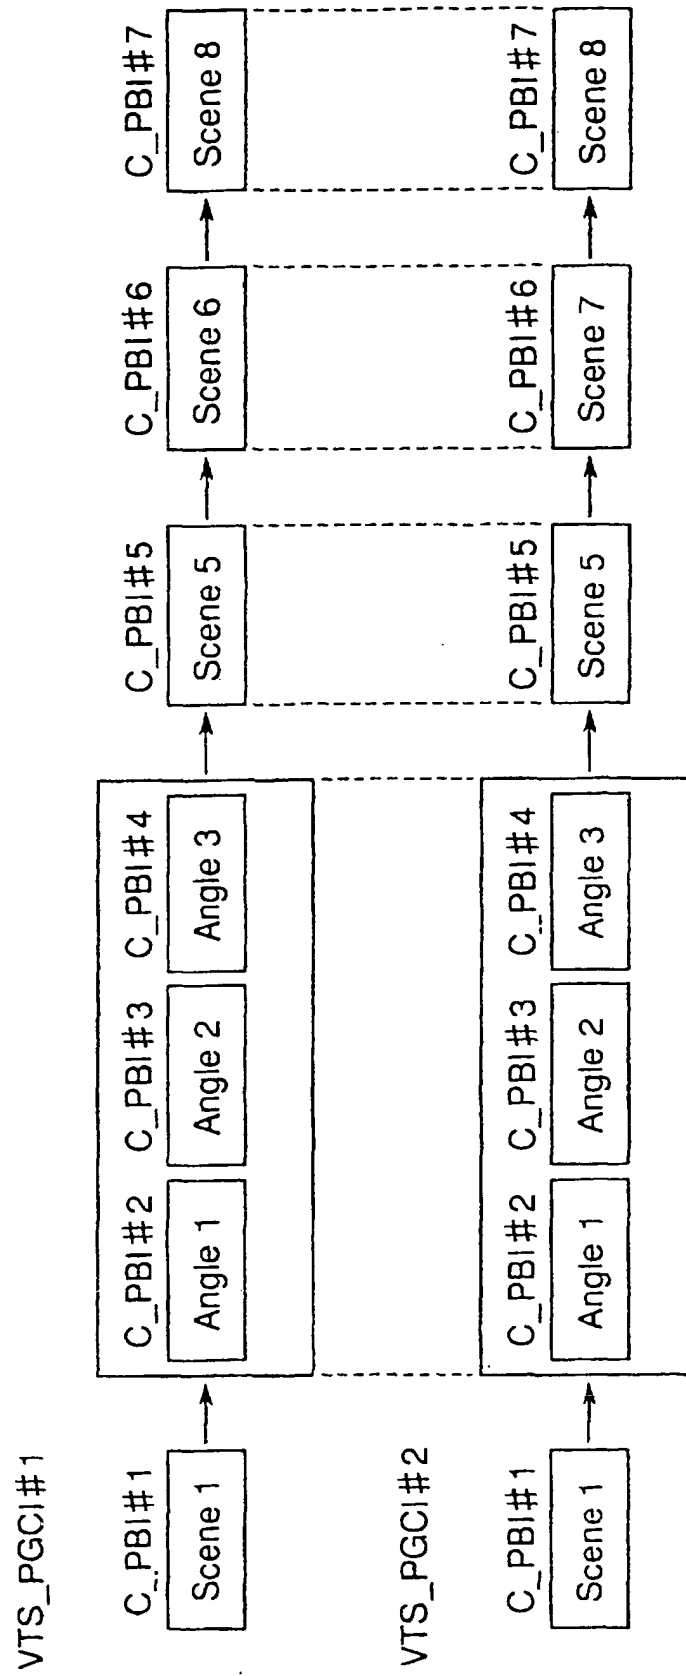 VTS_PGCI#1
C_PBI#1 C_PBI#2 C_PBI#3 C_PBI#4 C_PBI#5 C_PBI#6 C_PBI#7
Scene 1 Angle 1 Angle 2 Angle 3 Scene 5 Scene 6 Scene 8
VTS_PGCI#2
C_PBI#1 C_PBI#2 C_PBI#3 C_PBI#4 C_PBI#5 C_PBI#6 C_PBI#7
Scene 1 Angle 1 Angle 2 Angle 3 Scene 5 Scene 7 Scene 8